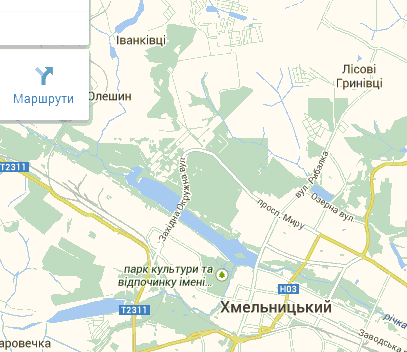 Іванківці
Лісові
Гринівці
Маршрути
Олешин
T2311
Західна Окружна вул.
вул. Рибалка
Озерна вул.
просп. Миру
парк культури та
відпочинку імені...
H03
T2311
Хмельницький
річка
Заводська
аровечка